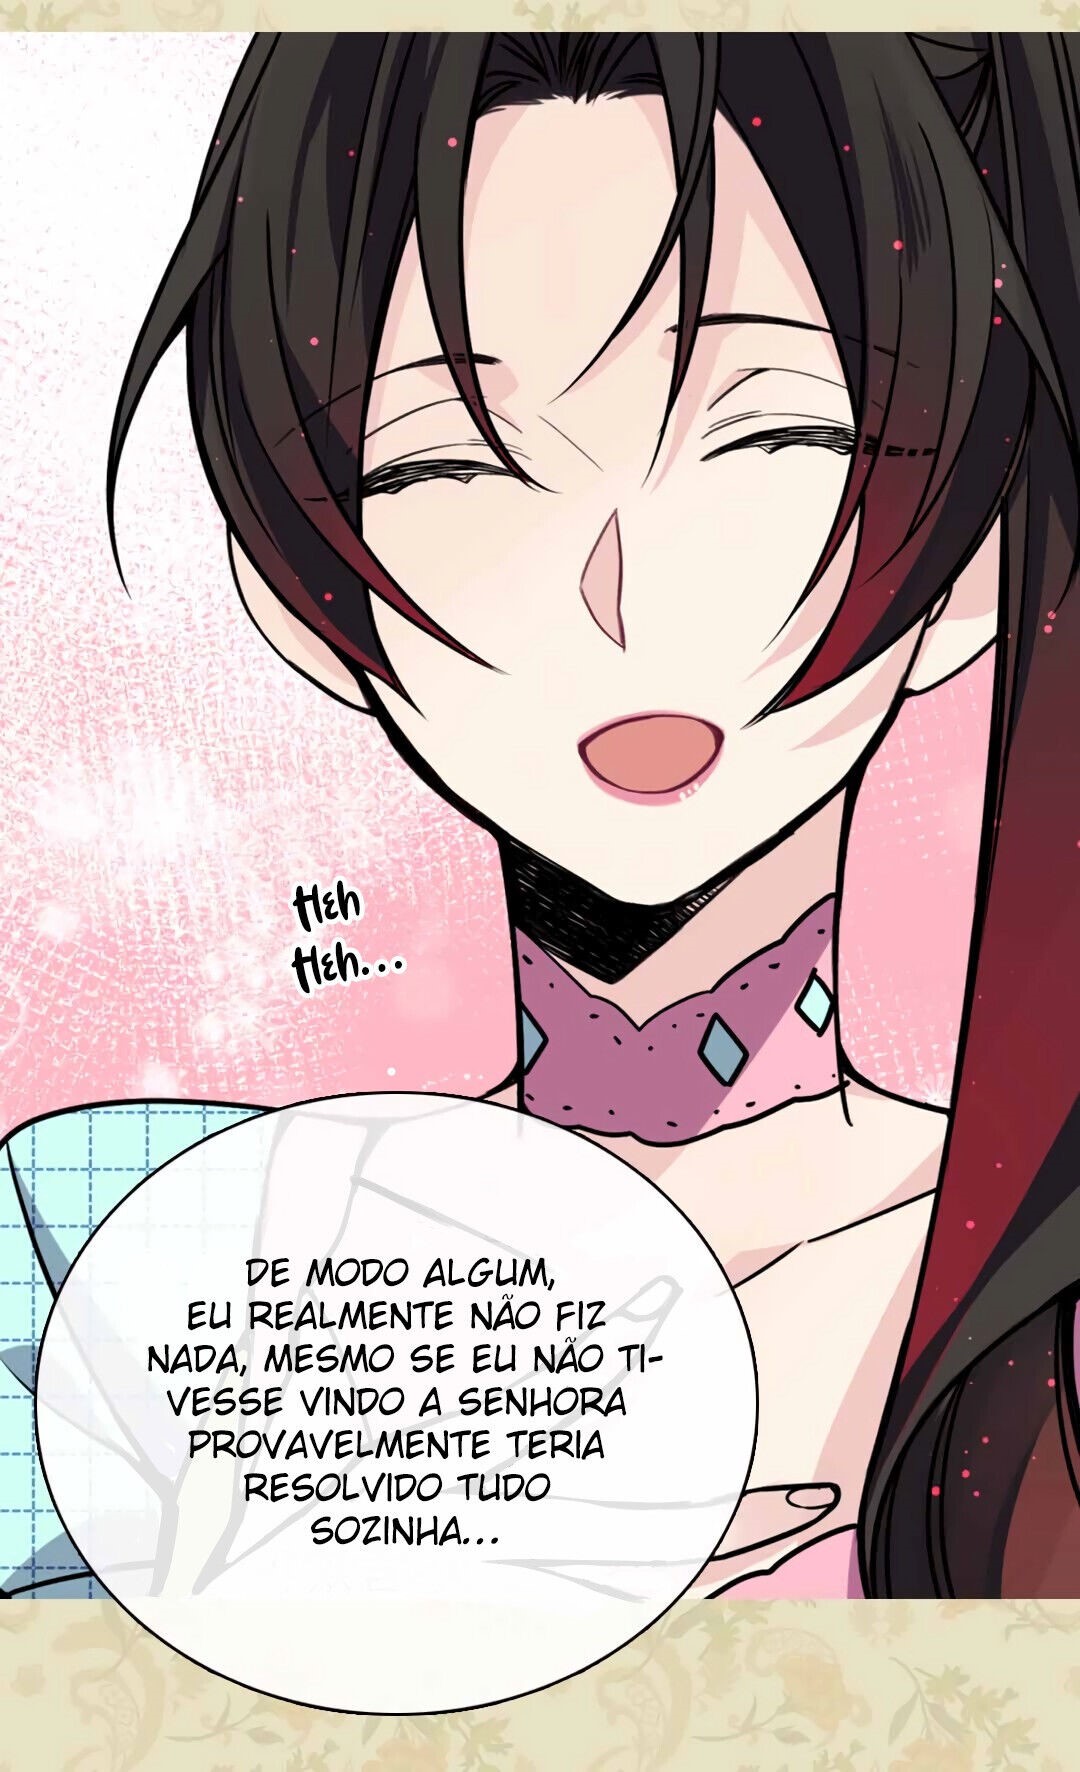 HEH
HEH...
DE MODO ALGUM,
EU REALMENTE NÃO FIZ
NADA, MESMO SE EU NÃO TI-
VESSE VINDO A SENHORA
PROVAVELMENTE TERIA
RESOLVIDO TUDO
SOZINHA...